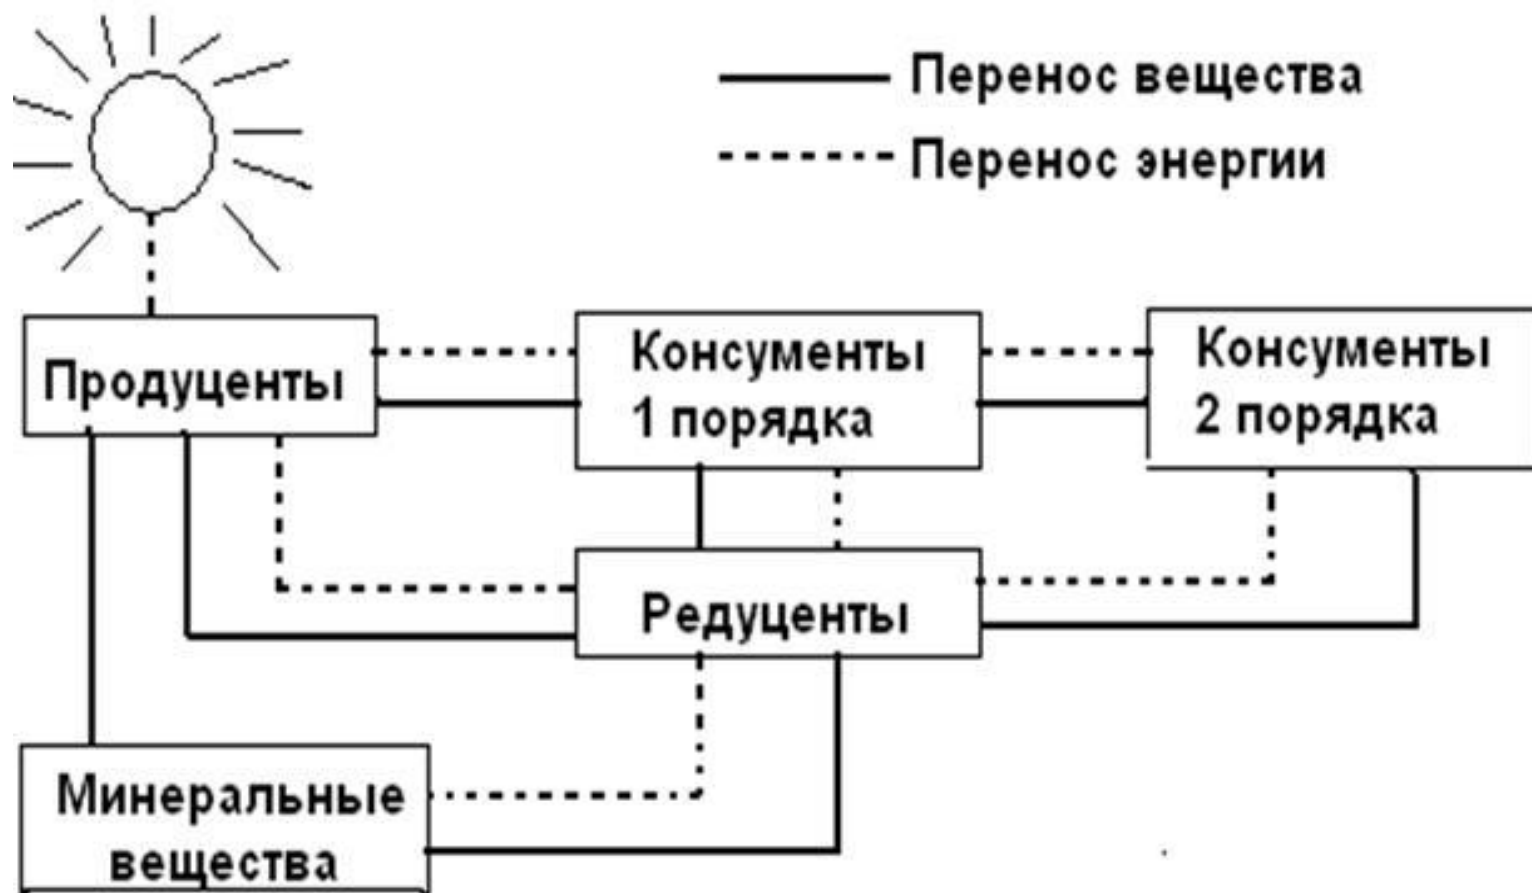 Перенос вещества
Перенос энергии
Продуценты
Консументы
1 порядка
Консументы
2 порядка
Редуценты
Минеральные
вещества